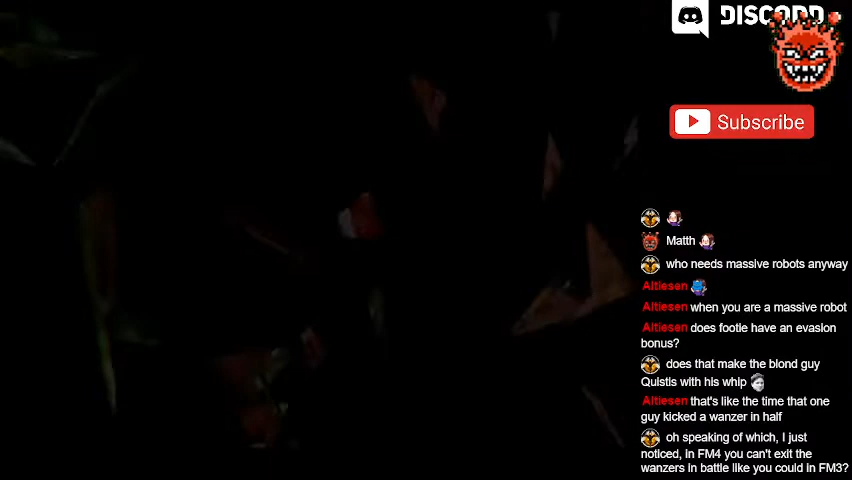 DISCORD
Subscribe
Matth
who needs massive robots anyway
Altiesen
Altiesen when you are a massive robot
Altiesen does footie have an evasion
bonus?
does that make the blond guy
Quistis with his whip
Altiesen that's like the time that one
guy kicked a wanzer in half
oh speaking of which, I just
noticed, in FM4 you can't exit the
wanzers in battle like you could in FM3?